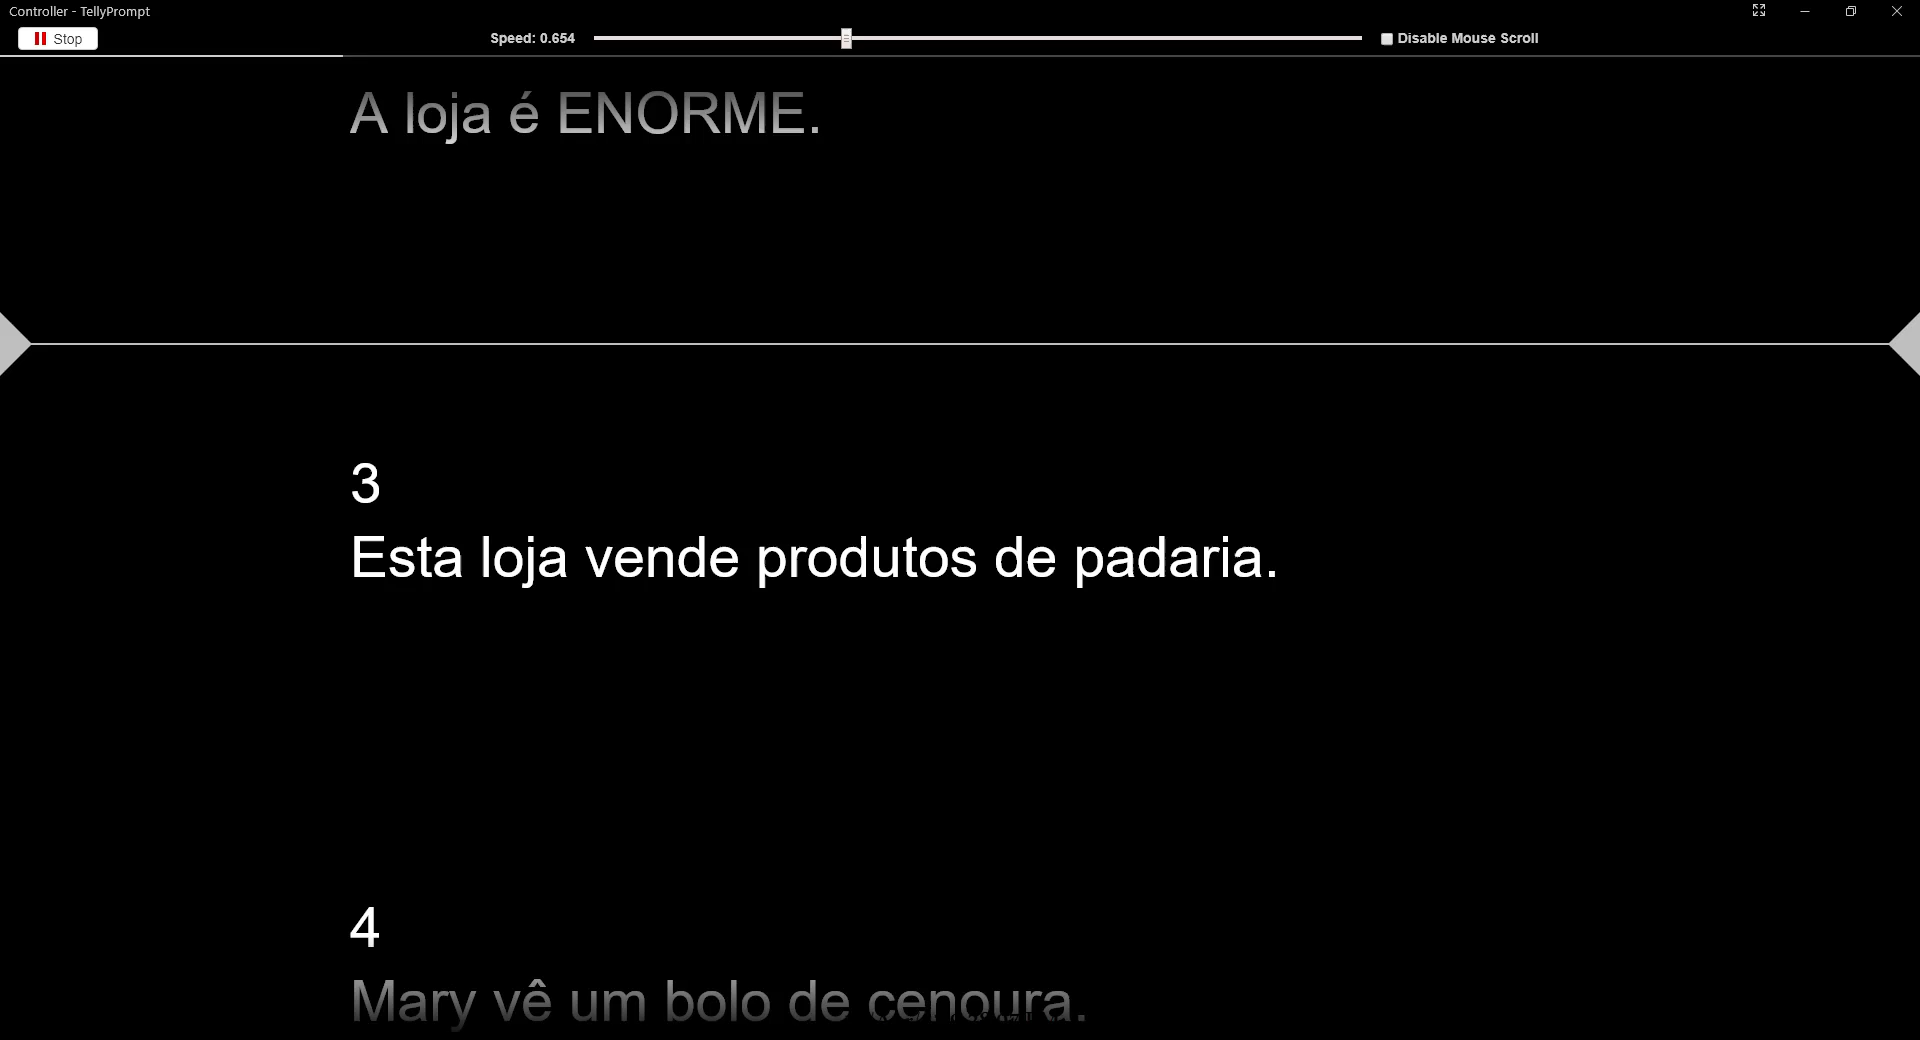 Controller - TellyPrompt
Stop
Speed: 0.654
Disable Mouse Scroll
A loja é ENORME.
3
Esta loja vende produtos de padaria.
4
Mary vê um bolo de cenoura.